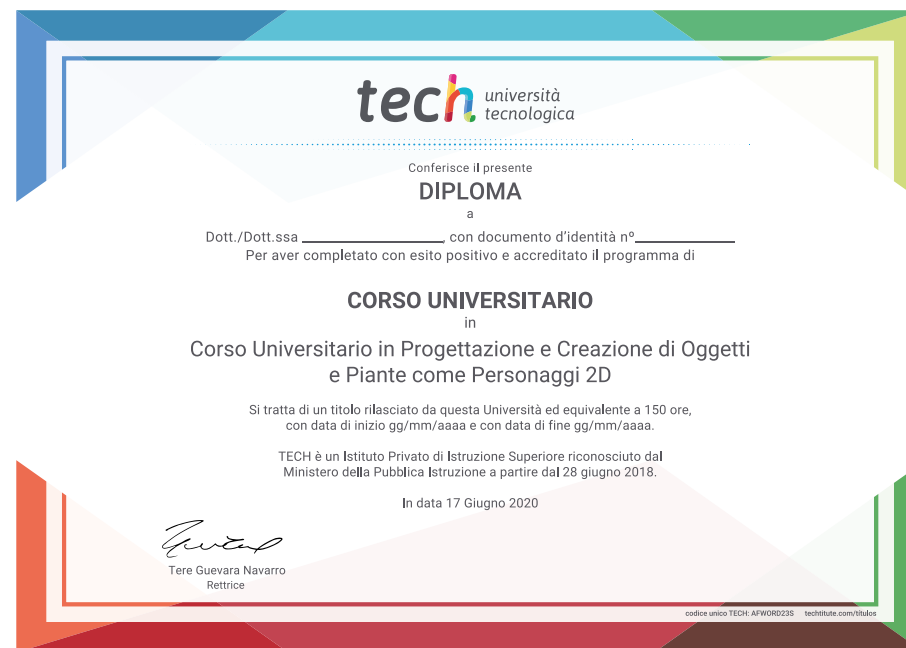 tech università
tecnologica
Conferisce il presente
DIPLOMA
a
Dott./Dott.ssa ____________________, con documento d'identità nº______________
Per aver completato con esito positivo e accreditato il programma di
CORSO UNIVERSITARIO
in
Corso Universitario in Progettazione e Creazione di Oggetti
e Piante come Personaggi 2D
Si tratta di un titolo rilasciato da questa Università ed equivalente a 150 ore,
con data di inizio gg/mm/aaaa e con data di fine gg/mm/aaaa.
TECH è un Istituto Privato di Istruzione Superiore riconosciuto dal
Ministero della Pubblica Istruzione a partire dal 28 giugno 2018.
In data 17 Giugno 2020
Tere Guevara Navarro
Rettrice
codice unico TECH: AFWORD23S techtitute.com/titulos